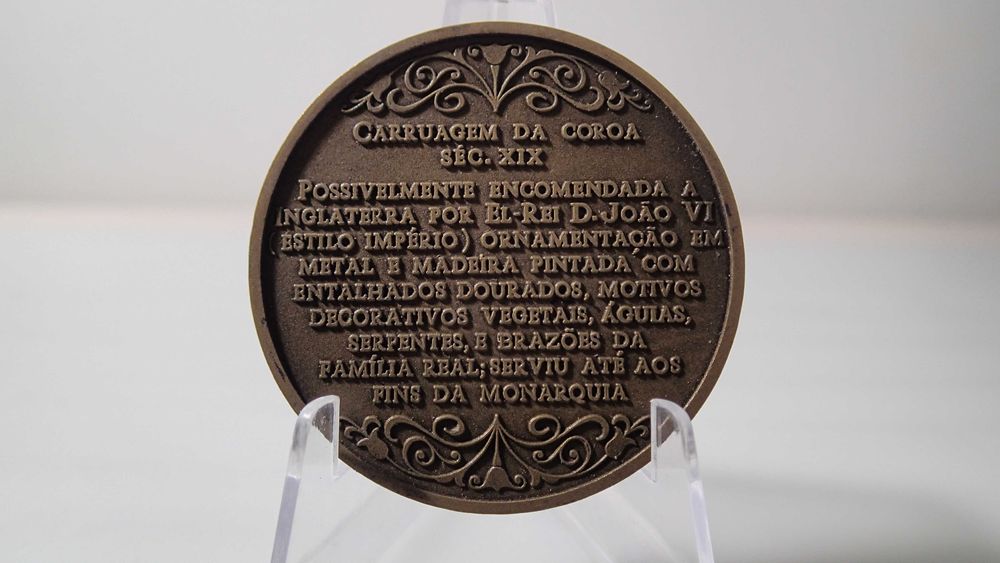 CARRUAGEM DA COROA
SÉC. XIX
POSSIVELMENTE ENCOMENDADA A
INGLATERRA POR EL-REI D. JOÃO VI
(ESTILO IMPÉRIO) ORNAMENTAÇÃO EM
METAL E MADEIRA PINTADA COM
ENTALHADOS DOURADOS, MOTIVOS
DECORATIVOS VEGETAIS, ÁGUIAS,
SERPENTES, E BRAZÕES DA
FAMÍLIA REAL; SERVIU ATÉ AOS
FINS DA MONARQUIA